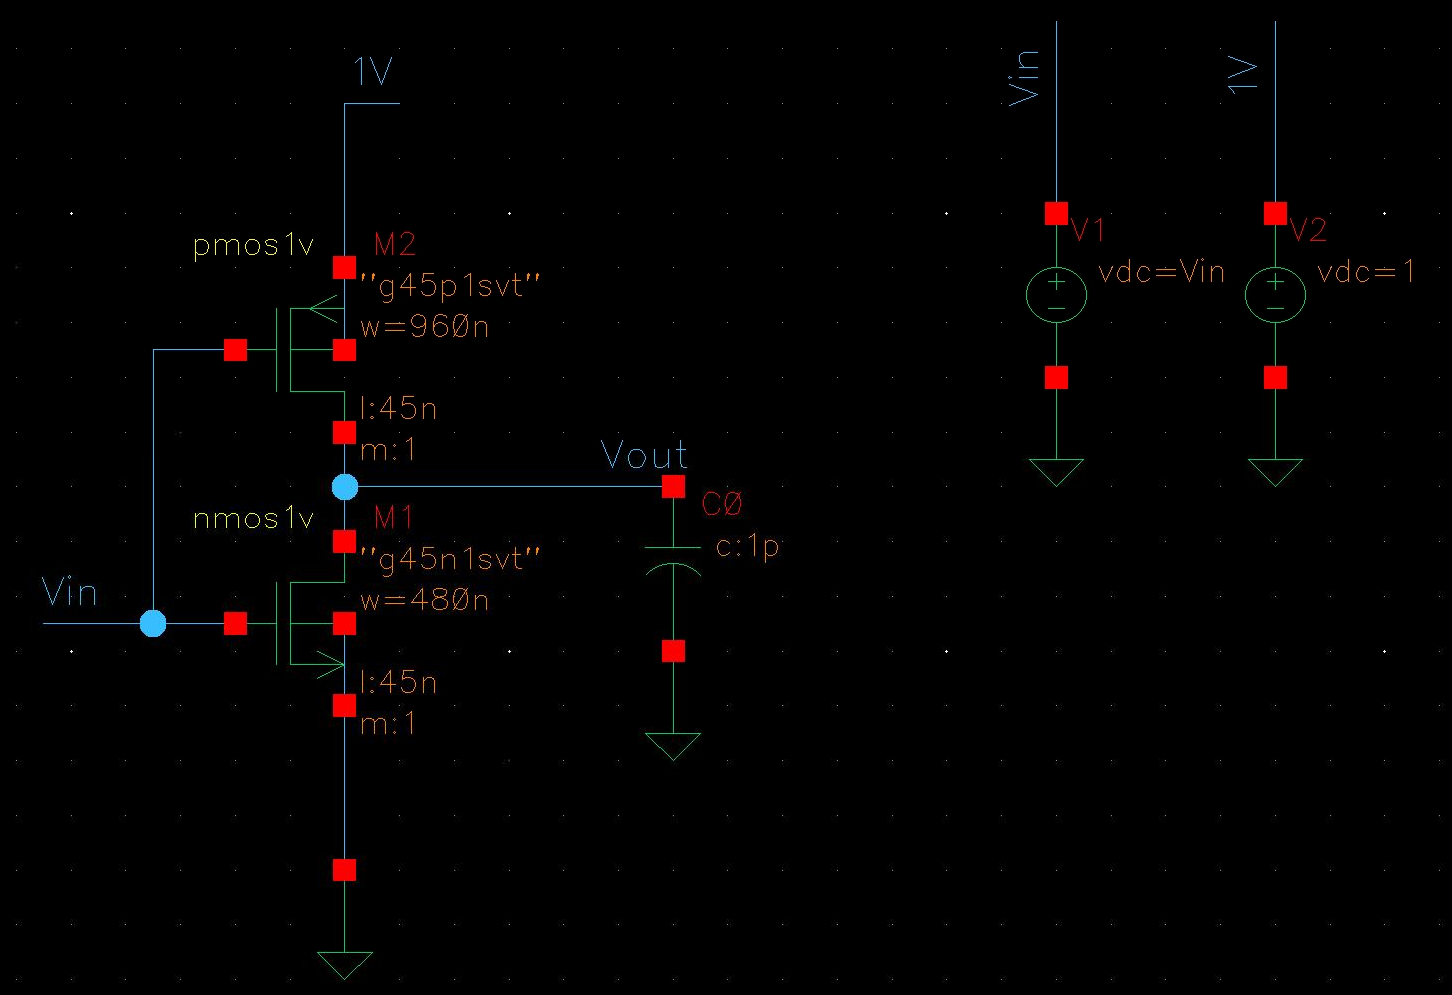 1V
pmos1v
M2
"g45p1svt"
w=960n
l:45n
m:1
Vout
C0
c:1p
nmos1v
M1
"g45n1svt"
w=480n
l:45n
m:1
Vin
Vin
V1
vdc=Vin
1V
V2
vdc=1